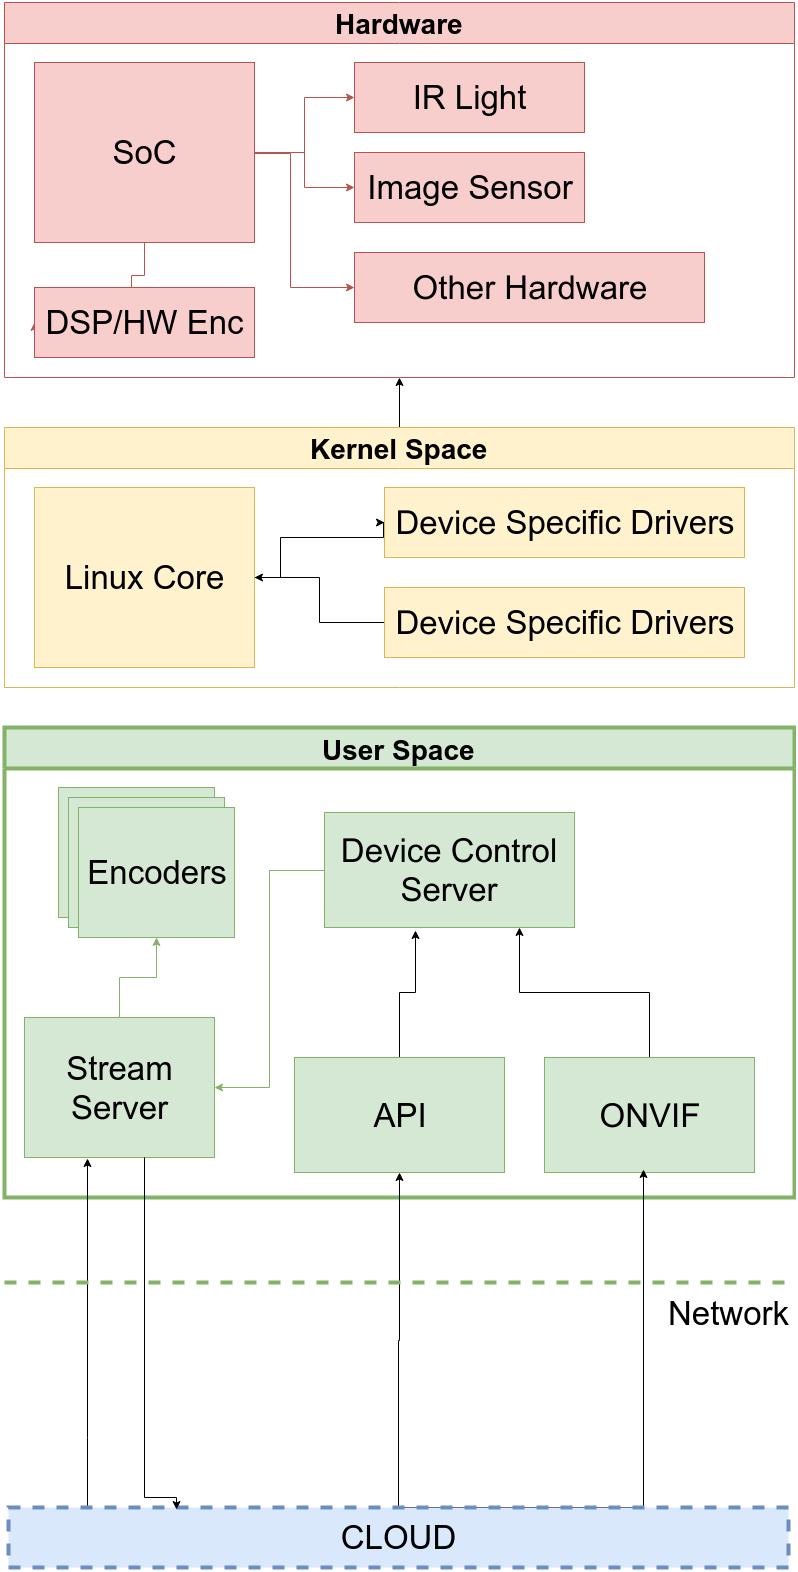 Hardware
SoC
IR Light
Image Sensor
Other Hardware
DSP/HW Enc
Kernel Space
Linux Core
Device Specific Drivers
Device Specific Drivers
User Space
Encoders
Device Control
Server
Stream
Server
API
ONVIF
Network
CLOUD